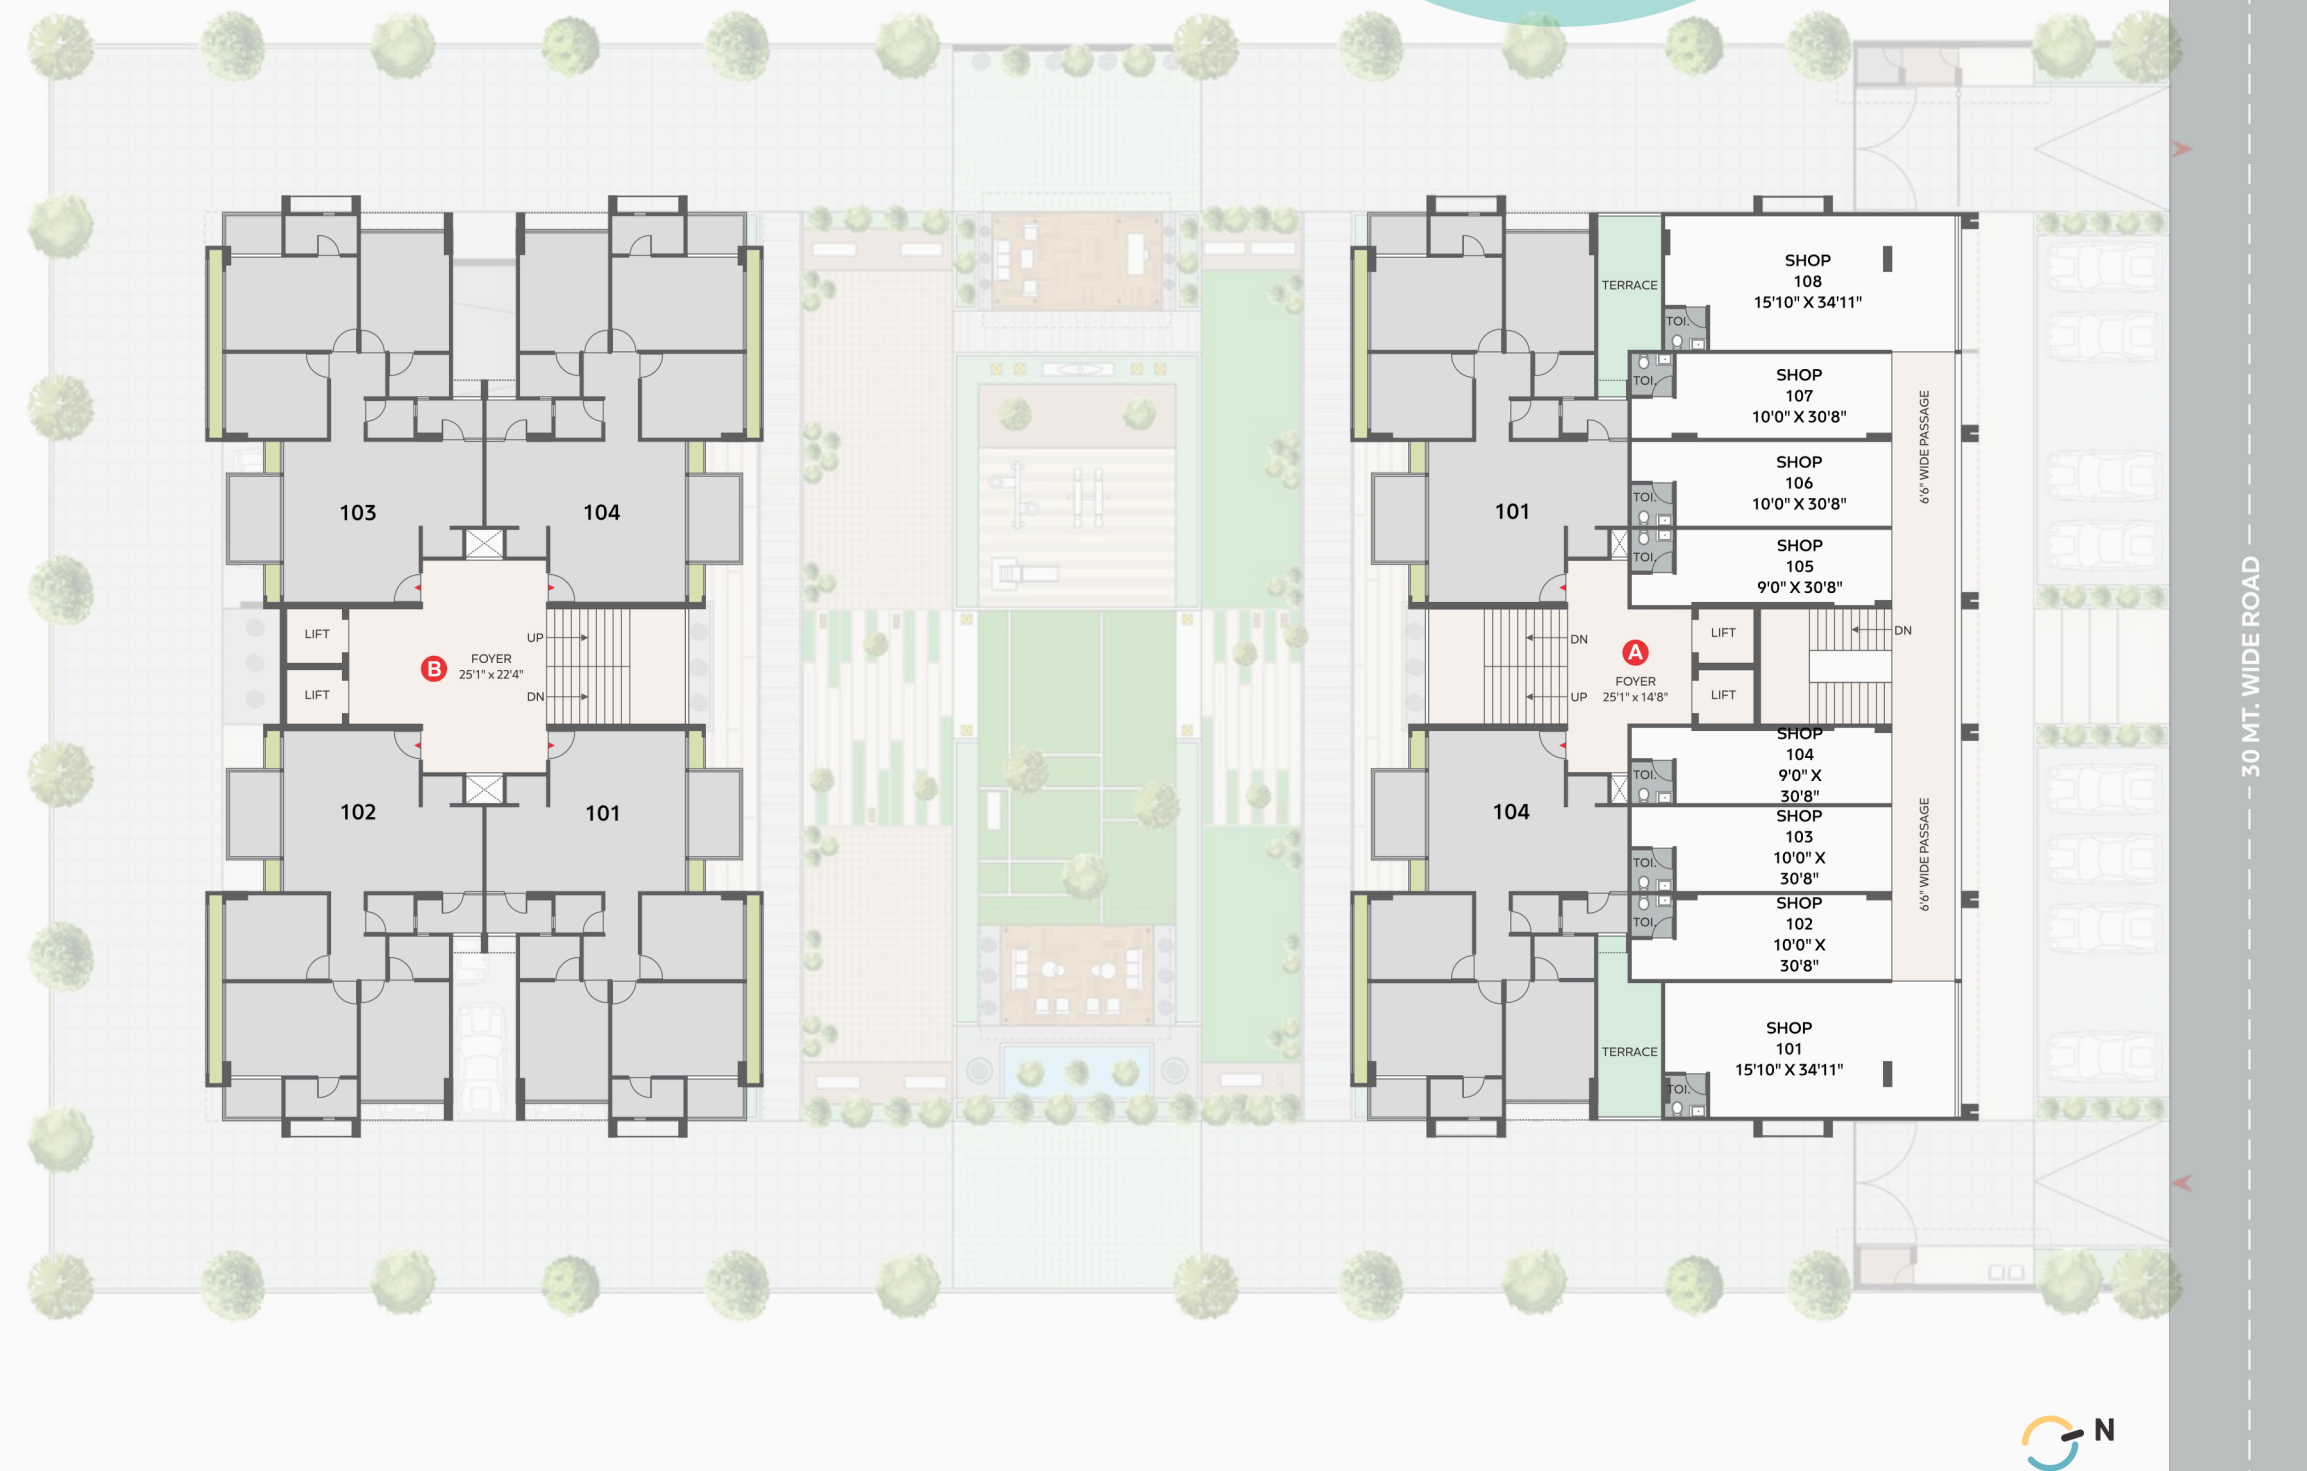 103
104
LIFT
LIFT
B
FOYER
25'1" x 22'4"
UP
DN
102
101
TERRACE
SHOP
108
15'10" X 34'11"
TOI.
TOI.
SHOP
107
10'0" X 30'8"
6'6" WIDE PASSAGE
101
TOI.
SHOP
106
10'0" X 30'8"
TOI.
SHOP
105
9'0" X 30'8"
DN
UP
A
FOYER
25'1" x 14'8"
LIFT
LIFT
DN
104
TOI.
SHOP
104
9'0" X
30'8"
TOI.
SHOP
103
10'0" X
30'8"
6'6" WIDE PASSAGE
TOI.
SHOP
102
10'0" X
30'8"
TERRACE
TOI.
SHOP
101
15'10" X 34'11"
30 MT. WIDE ROAD
N